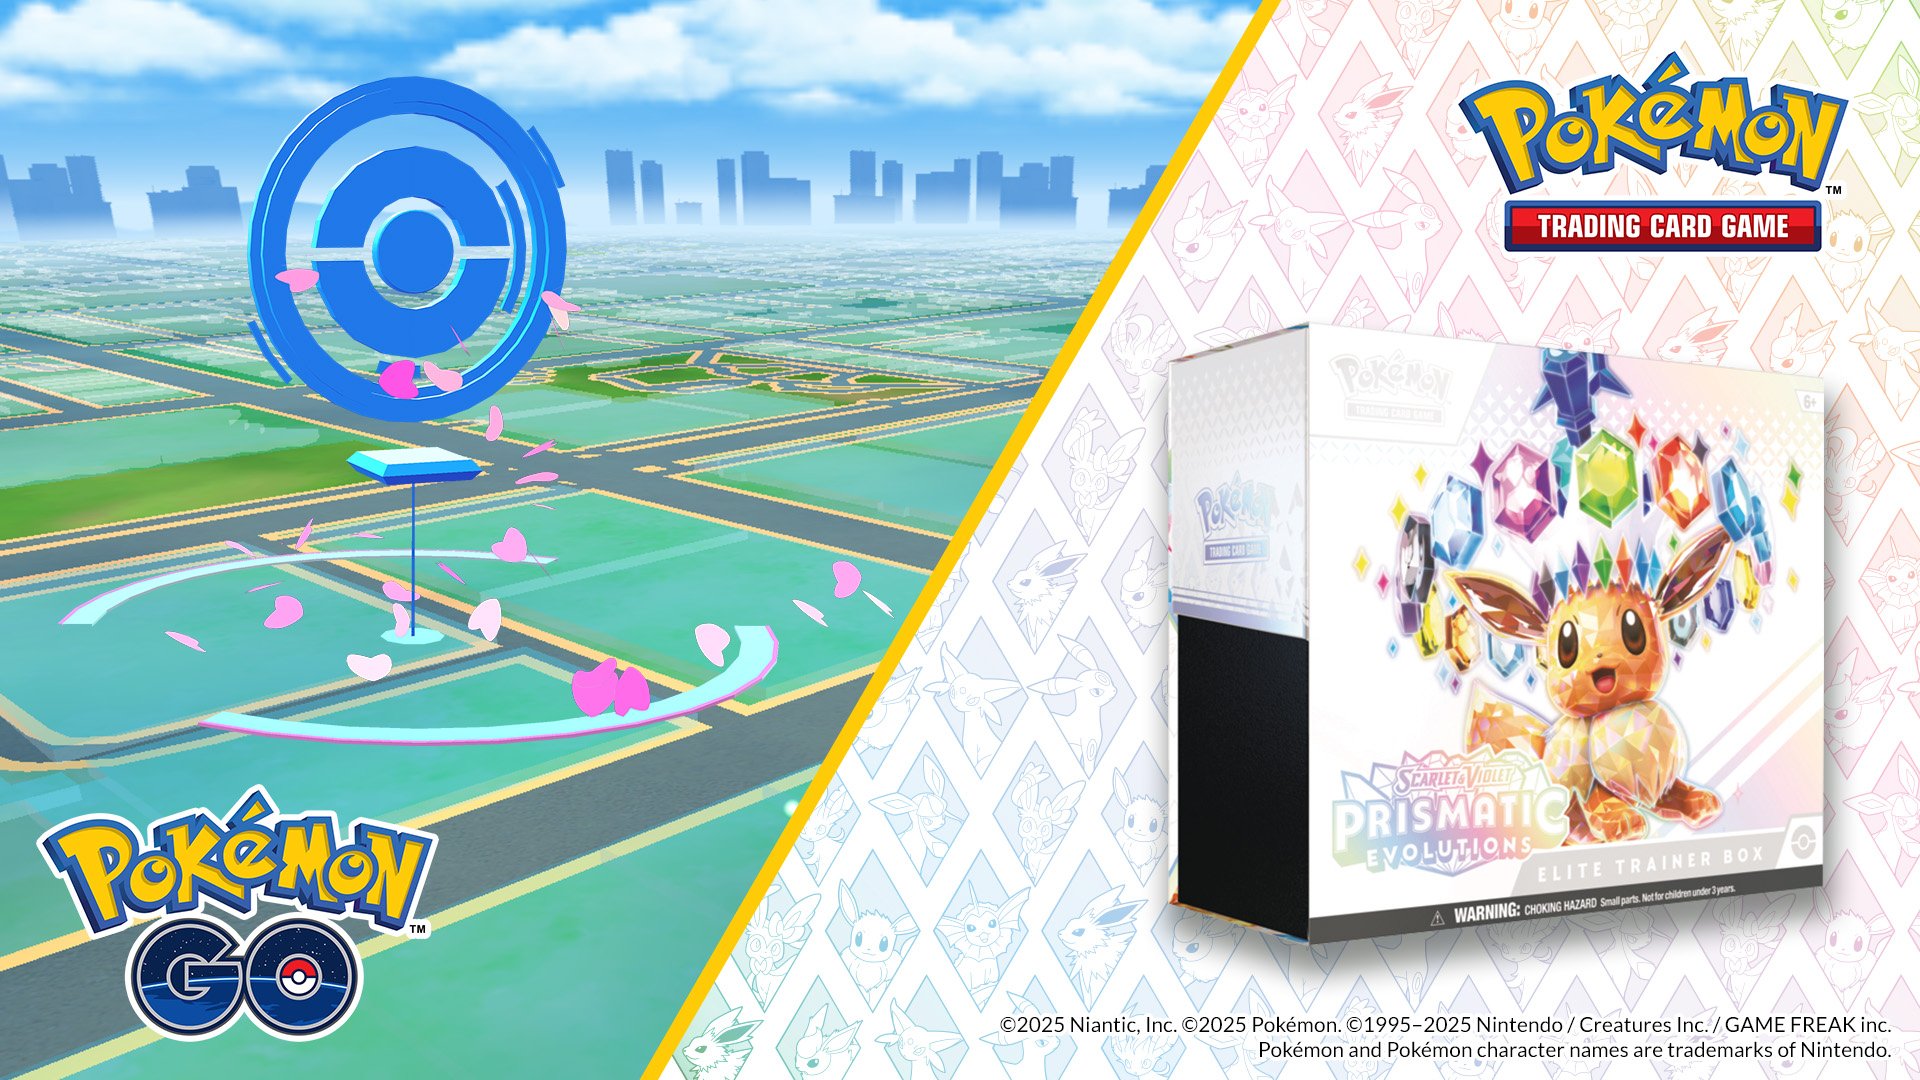 POKéMON
TM
GO
POKéMON
TM
TRADING CARD GAME
POKéMON
TRADING CARD GAME
6+
POKéMON
TRADING CARD GAME
SCARLET & VIOLET
PRISMATIC
EVOLUTIONS
ELITE TRAINER BOX
WARNING: CHOKING HAZARD Small parts. Not for children under 3 years.
©2025 Niantic, Inc. ©2025 Pokémon. ©1995–2025 Nintendo / Creatures Inc. / GAME FREAK inc.
Pokémon and Pokémon character names are trademarks of Nintendo.